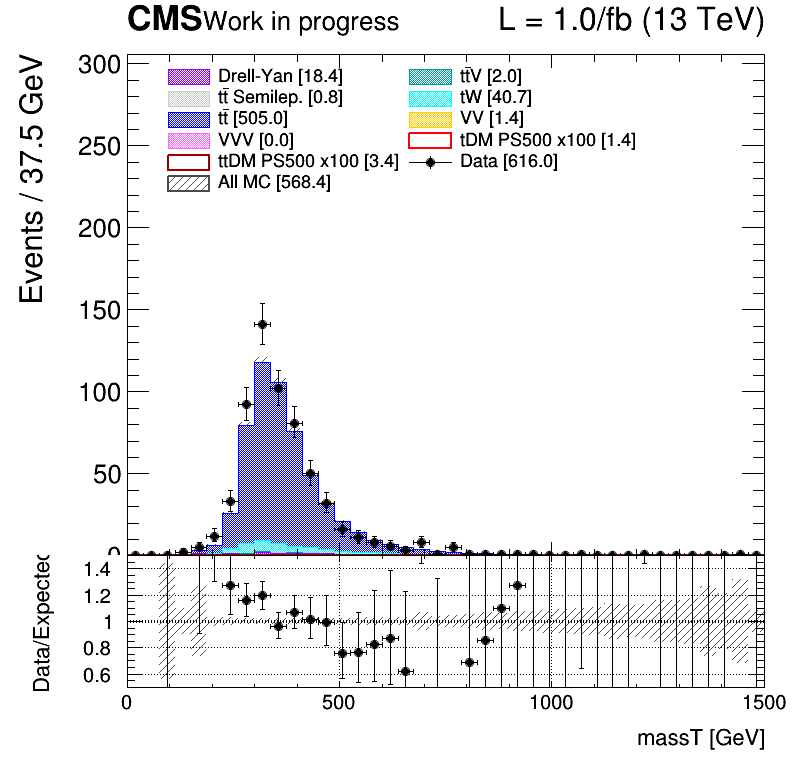 CMS Work in progress L = 1.0/fb (13 TeV)
Events / 37.5 GeV
300
250
200
150
100
50
0
Drell-Yan [18.4] tt̄V [2.0]
tt̄ Semilep. [0.8] tW [40.7]
tt̄ [505.0] VV [1.4]
VVV [0.0] tDM PS500 x100 [1.4]
ttDM PS500 x100 [3.4] Data [616.0]
All MC [568.4]
Data/Expected
1.4
1.2
1
0.8
0.6
0 500 1000 1500
massT [GeV]